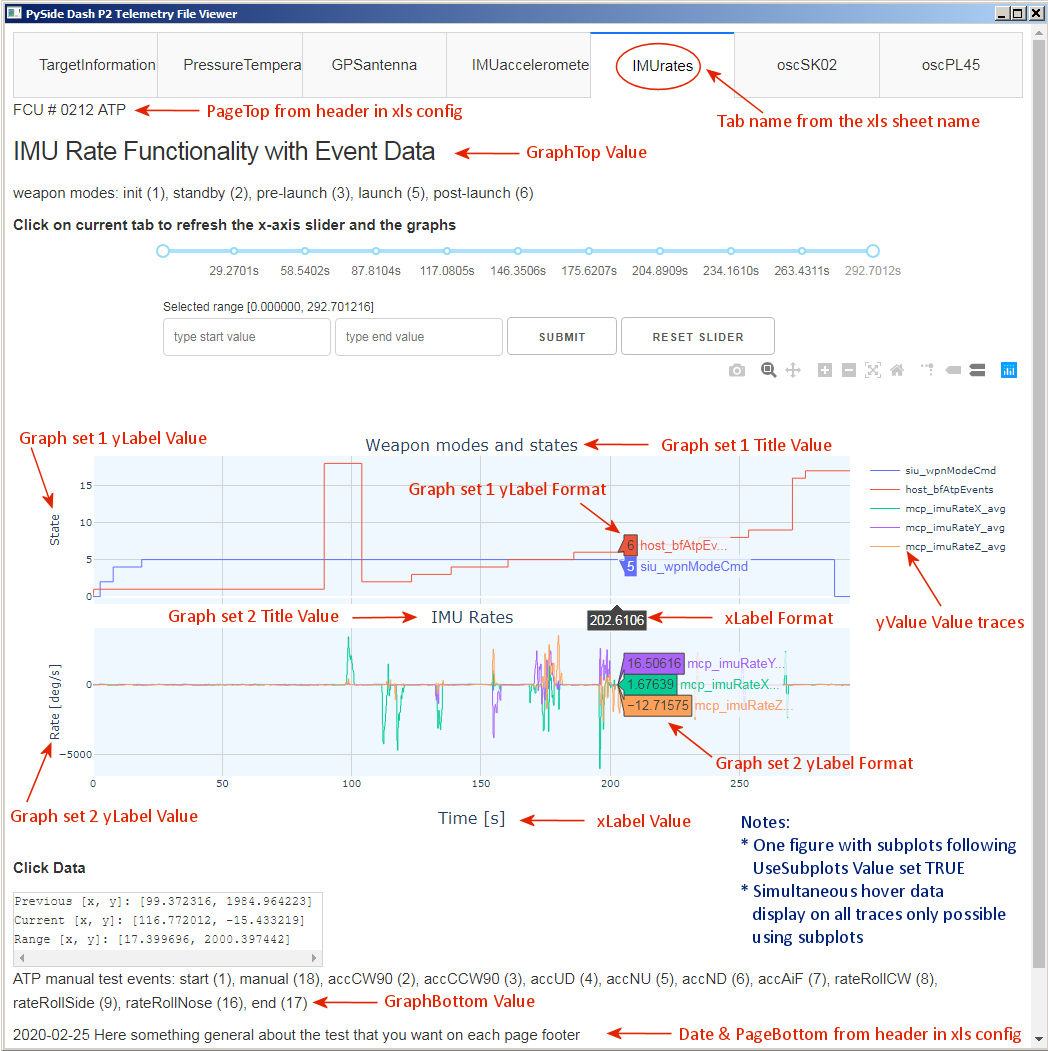 PySide Dash P2 Telemetry File Viewer
TargetInformation PressureTempera GPSantenna IMUacceleromete IMUrates oscSK02 oscPL45
FCU # 0212 ATP PageTop from header in xls config
Tab name from the xls sheet name
IMU Rate Functionality with Event Data GraphTop Value
weapon modes: init (1), standby (2), pre-launch (3), launch (5), post-launch (6)
Click on current tab to refresh the x-axis slider and the graphs
29.2701s 58.5402s 87.8104s 117.0805s 146.3506s 175.6207s 204.8909s 234.1610s 263.4311s 292.7012s
Selected range [0.000000, 292.701216]
type start value type end value SUBMIT RESET SLIDER
Graph set 1 yLabel Value
Weapon modes and states Graph set 1 Title Value
Graph set 1 yLabel Format
State
15
10
5
0
6 host_bfAtpEv...
5 siu_wpnModeCmd
siu_wpnModeCmd
host_bfAtpEvents
mcp_imuRateX_avg
mcp_imuRateY_avg
mcp_imuRateZ_avg
yValue Value traces
Graph set 2 Title Value IMU Rates 202.6106 xLabel Format
Rate [deg/s]
0
−5000
16.50616 mcp_imuRateY...
1.67639 mcp_imuRateX...
−12.71575 mcp_imuRateZ...
Graph set 2 yLabel Format
0 50 100 150 200 250
Graph set 2 yLabel Value
Time [s] xLabel Value
Notes:
* One figure with subplots following
UseSubplots Value set TRUE
* Simultaneous hover data
display on all traces only possible
using subplots
Click Data
Previous [x, y]: [99.372316, 1984.964223]
Current [x, y]: [116.772012, -15.433219]
Range [x, y]: [17.399696, 2000.397442]
ATP manual test events: start (1), manual (18), accCW90 (2), accCCW90 (3), accUD (4), accNU (5), accND (6), accAiF (7), rateRollCW (8),
rateRollSide (9), rateRollNose (16), end (17) GraphBottom Value
2020-02-25 Here something general about the test that you want on each page footer Date & PageBottom from header in xls config